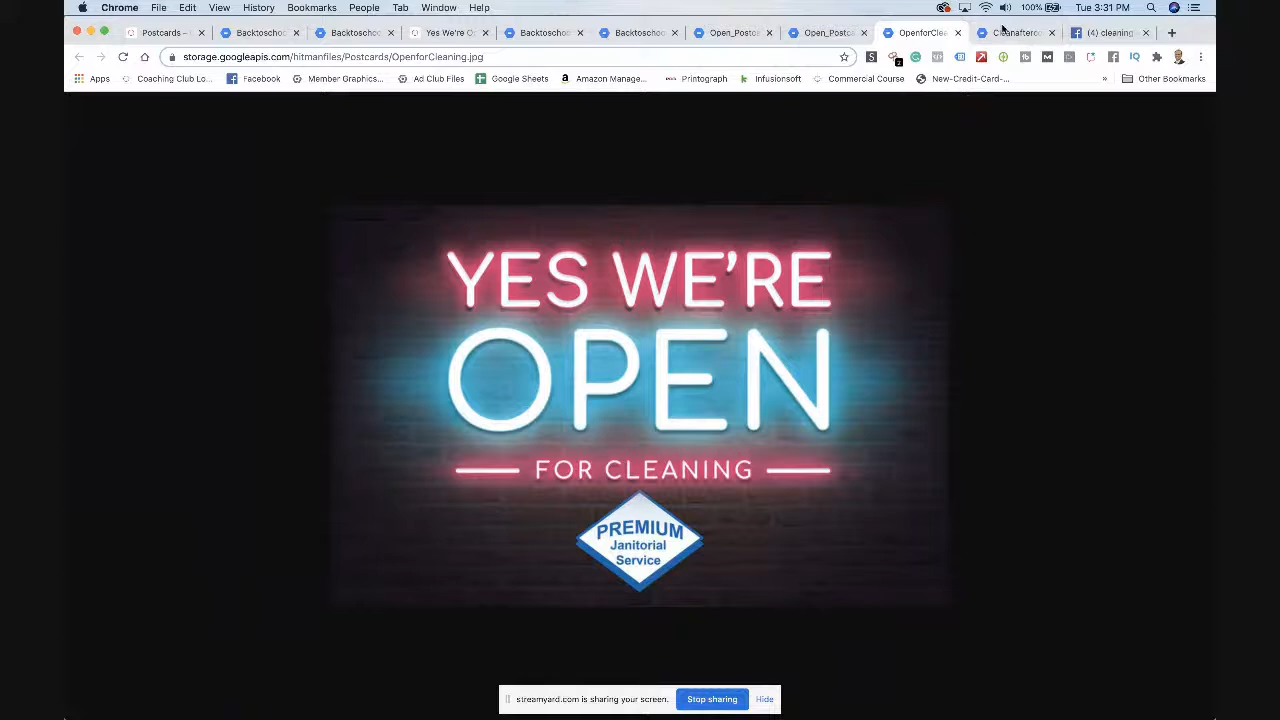 Chrome File Edit View History Bookmarks People Tab Window Help 100% Tue 3:31 PM
Postcards – Backtoschoo Backtoschoo Yes We're O Backtoschoo Backtoschoo Open_Postca Open_Postca OpenforClea (4) cleaning
storage.googleapis.com/hitmanfiles/Postcards/OpenforCleaning.jpg
Apps Coaching Club Lo... Facebook Member Graphics... Ad Club Files Google Sheets Amazon Manage... Printograph Infusionsoft Commercial Course New-Credit-Card-... » Other Bookmarks
YES WE'RE
OPEN
FOR CLEANING
PREMIUM
Janitorial
Service
streamyard.com is sharing your screen. Stop sharing Hide